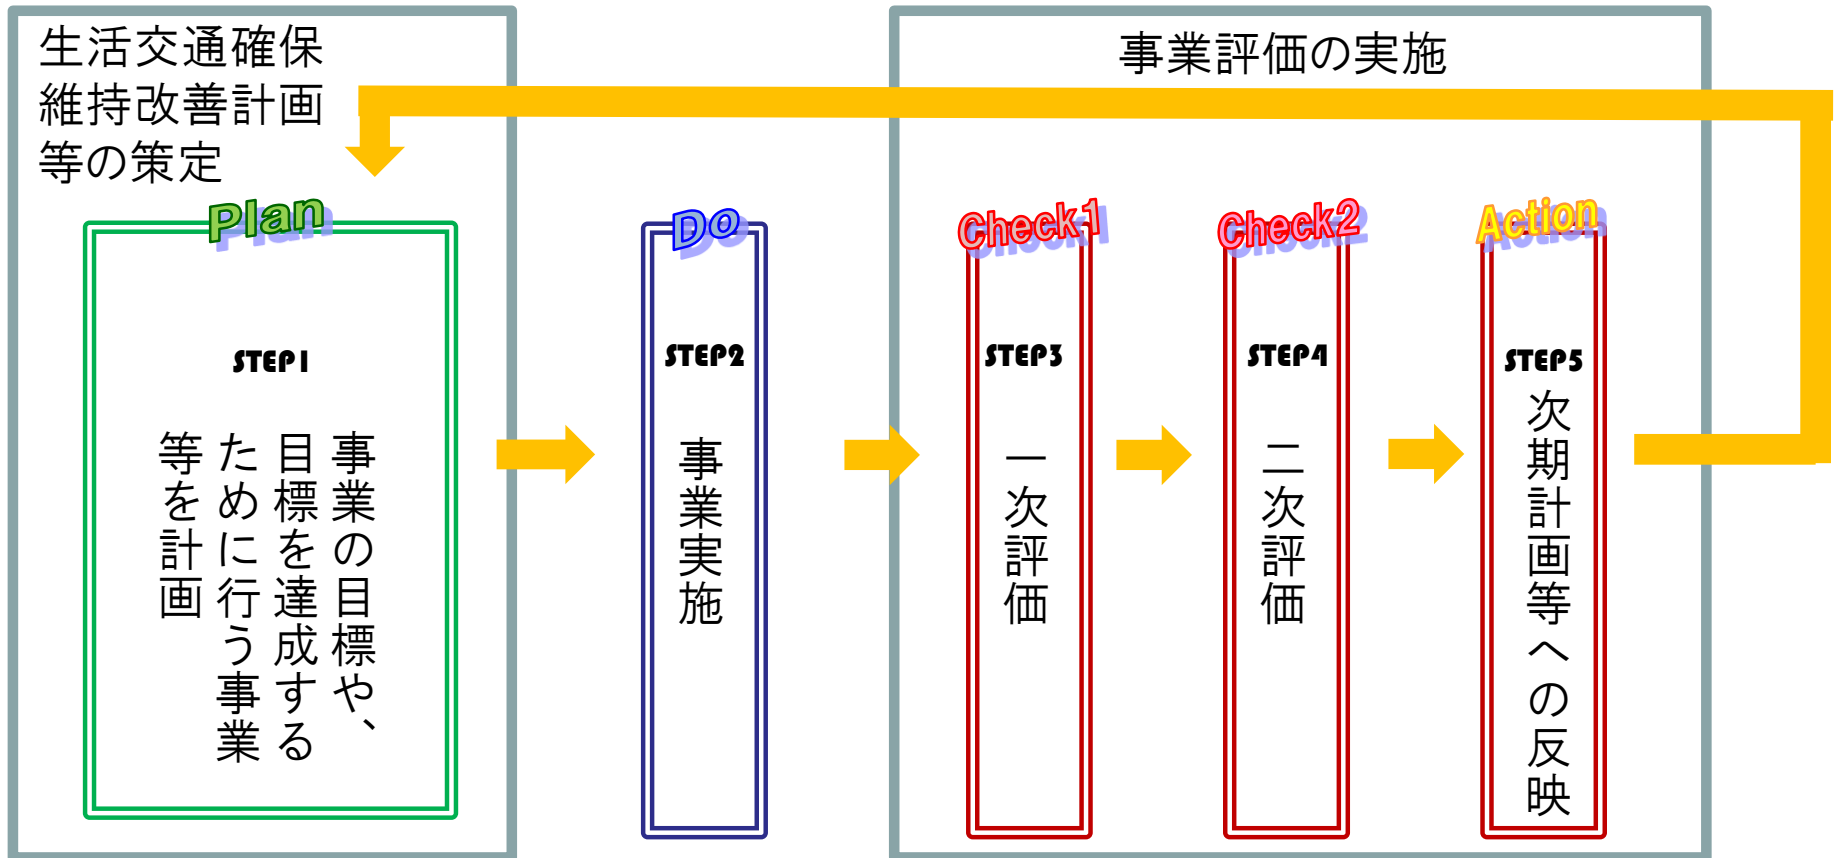 生活交通確保
維持改善計画
等の策定
Plan
STEP1
事業の目標や、
目標を達成する
ために行う事業
等を計画
Do
STEP2
事業実施
事業評価の実施
Check1
STEP3
一次評価
Check2
STEP4
二次評価
Action
STEP5
次期計画等への反映